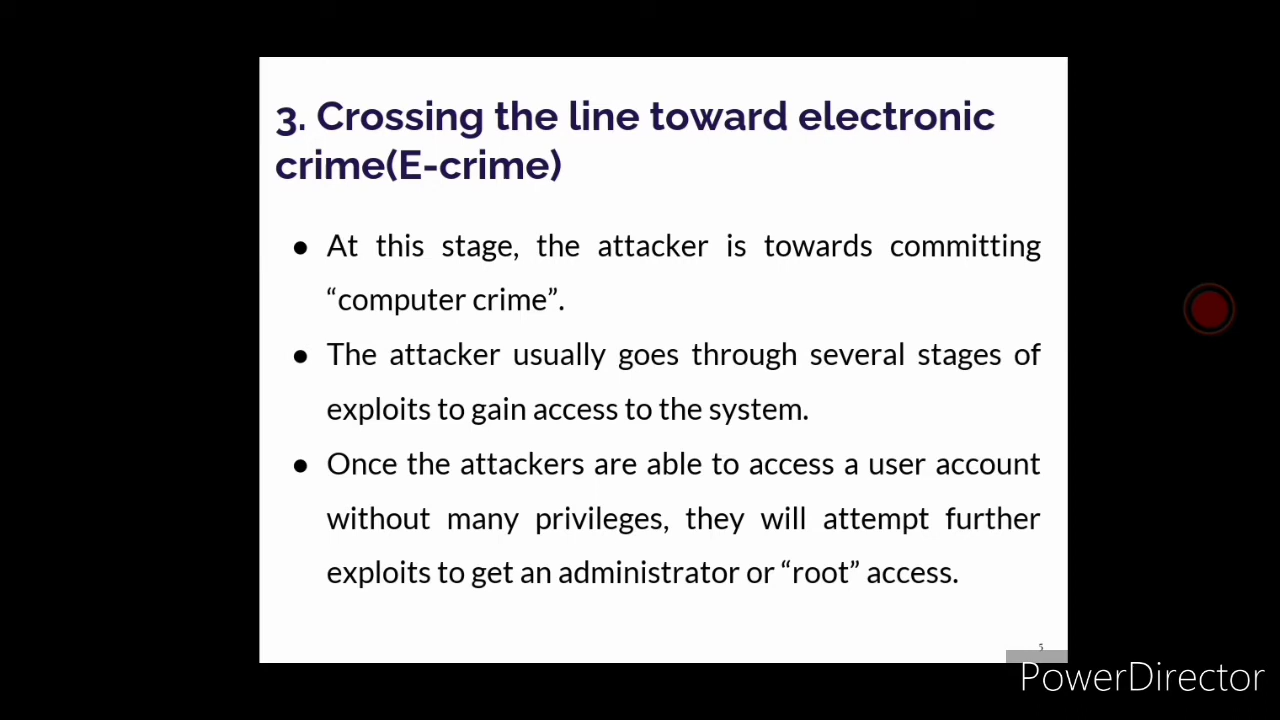 3. Crossing the line toward electronic
crime(E-crime)
● At this stage, the attacker is towards committing
“computer crime”.
● The attacker usually goes through several stages of
exploits to gain access to the system.
● Once the attackers are able to access a user account
without many privileges, they will attempt further
exploits to get an administrator or “root” access.
5
PowerDirector